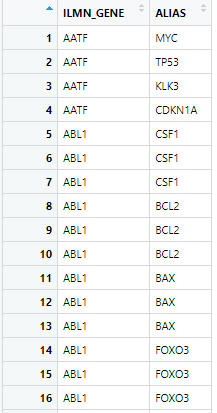 ILMN_GENE ALIAS
1 AATF MYC
2 AATF TP53
3 AATF KLK3
4 AATF CDKN1A
5 ABL1 CSF1
6 ABL1 CSF1
7 ABL1 CSF1
8 ABL1 BCL2
9 ABL1 BCL2
10 ABL1 BCL2
11 ABL1 BAX
12 ABL1 BAX
13 ABL1 BAX
14 ABL1 FOXO3
15 ABL1 FOXO3
16 ABL1 FOXO3